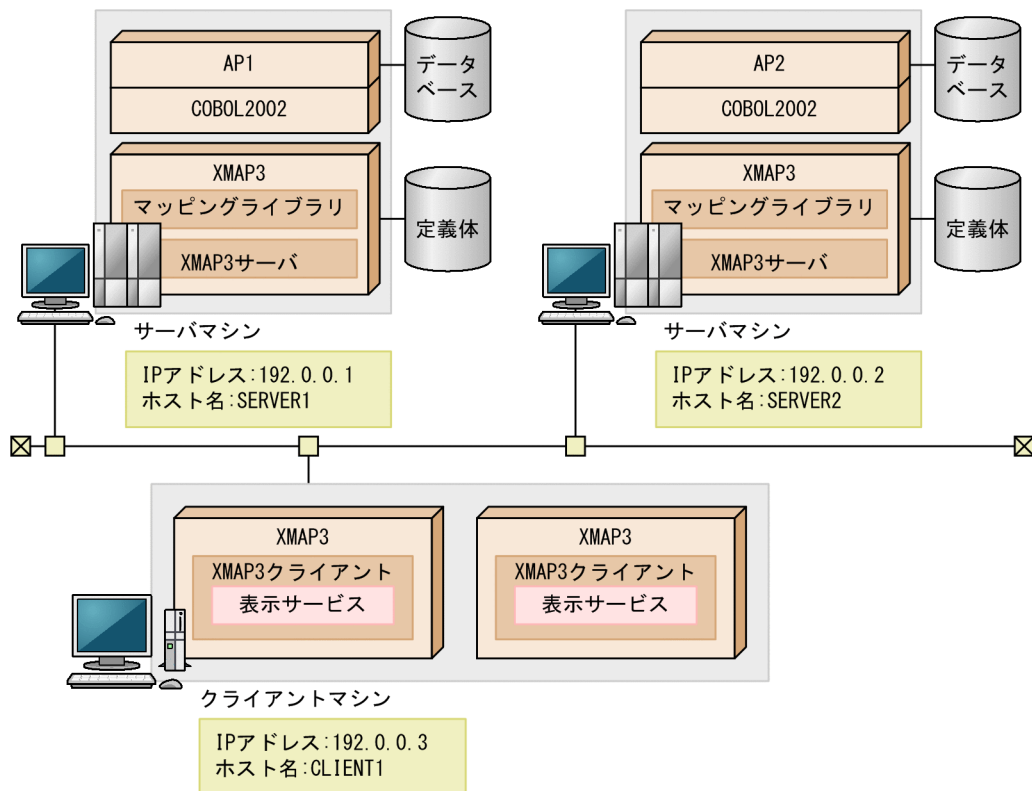 AP1
COBOL2002
データ
ベース
XMAP3
マッピングライブラリ
XMAP3サーバ
定義体
サーバマシン
IPアドレス:192.0.0.1
ホスト名:SERVER1
AP2
COBOL2002
データ
ベース
XMAP3
マッピングライブラリ
XMAP3サーバ
定義体
サーバマシン
IPアドレス:192.0.0.2
ホスト名:SERVER2
XMAP3
XMAP3クライアント
表示サービス
XMAP3
XMAP3クライアント
表示サービス
クライアントマシン
IPアドレス:192.0.0.3
ホスト名:CLIENT1